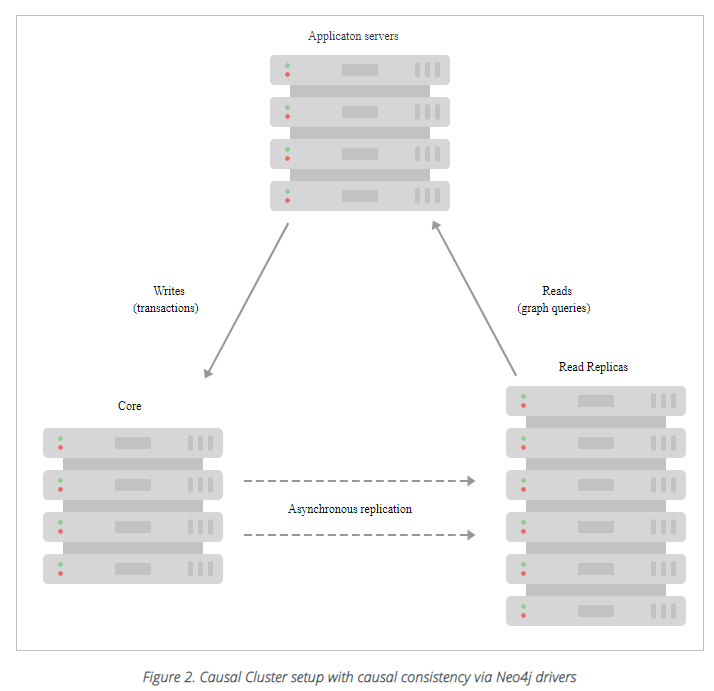 Applicaton servers
Writes
(transactions)
Reads
(graph queries)
Read Replicas
Core
Asynchronous replication
Figure 2. Causal Cluster setup with causal consistency via Neo4j drivers